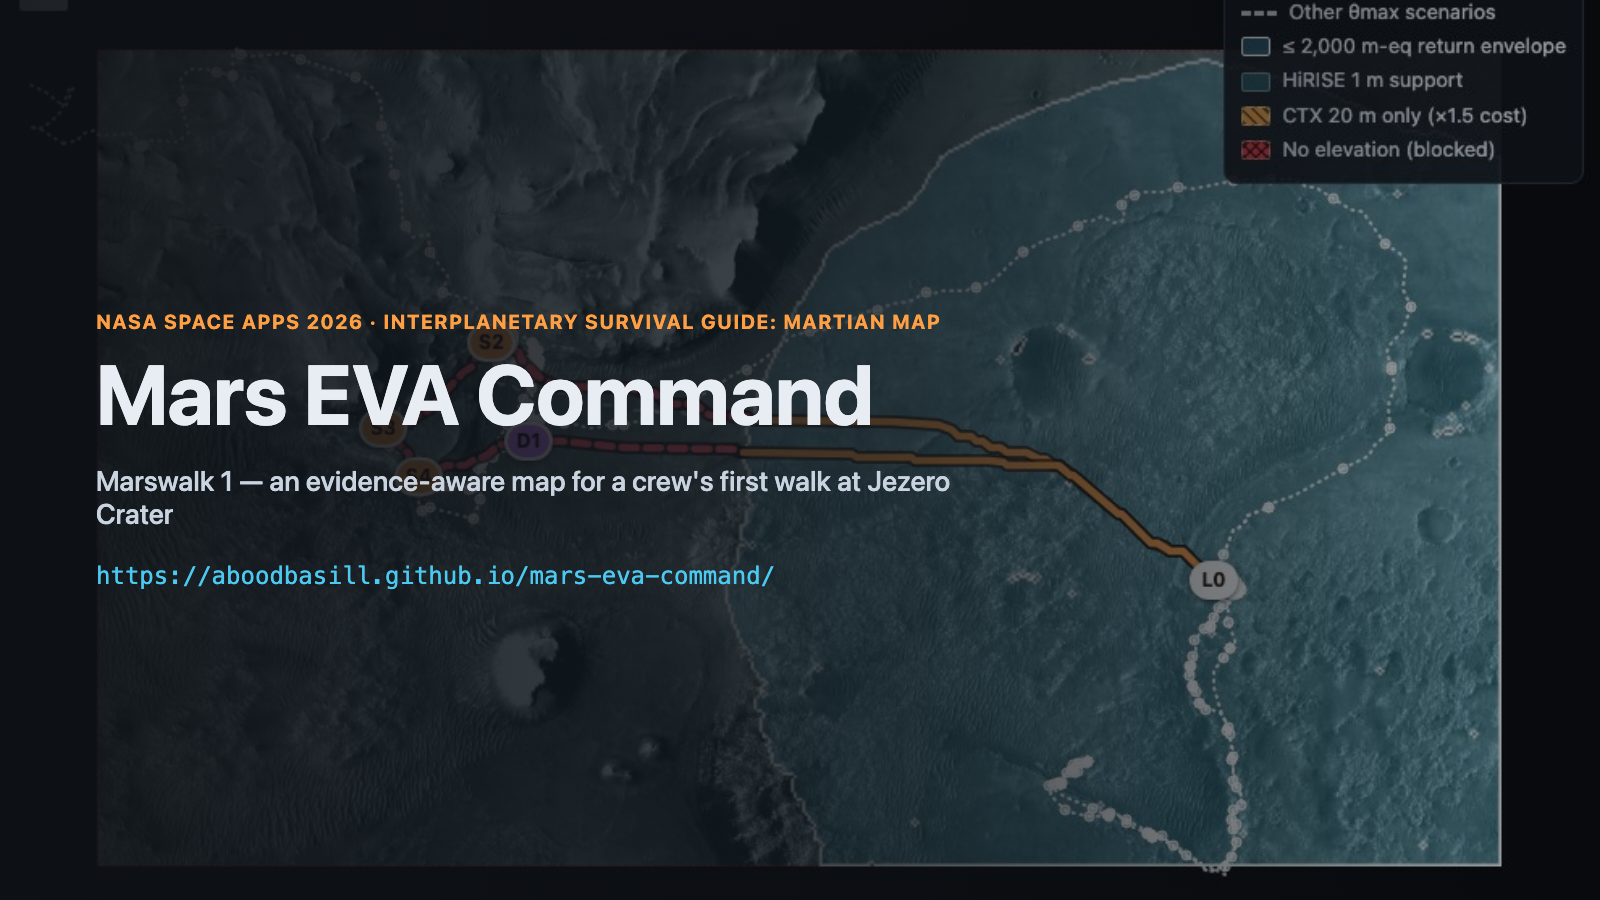 Other θmax scenarios
≤ 2,000 m-eq return envelope
HiRISE 1 m support
CTX 20 m only (×1.5 cost)
No elevation (blocked)
NASA SPACE APPS 2026 · INTERPLANETARY SURVIVAL GUIDE: MARTIAN MAP
S2
Mars EVA Command
S3
D1
S4
Marswalk 1 — an evidence-aware map for a crew's first walk at Jezero
Crater
https://aboodbasill.github.io/mars-eva-command/
L0